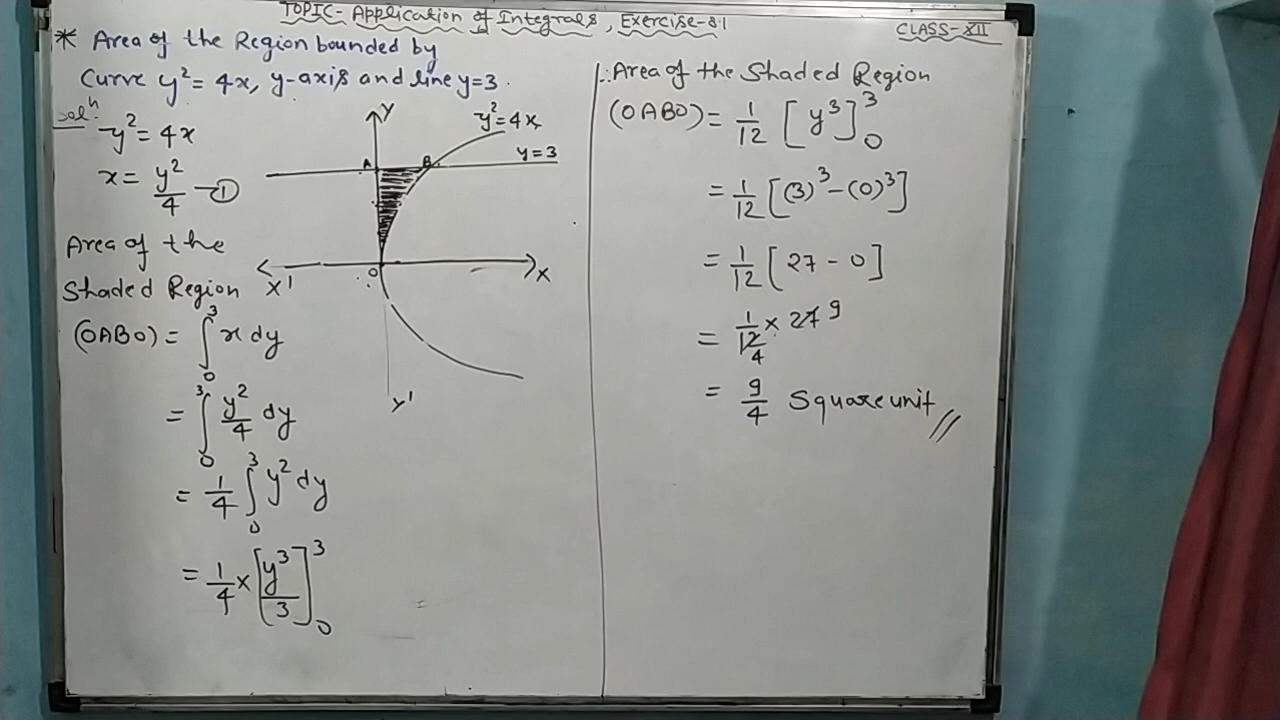 TOPIC- Application of Integrals, Exercise-8.1
CLASS-XII
* Area of the Region bounded by
Curve y²= 4x, y-axis and line y=3.
Solⁿ.
y² = 4x
x = y²/4 —①
Area of the
Shaded Region
(OABO) = ∫₀³ x dy
= ∫₀³ y²/4 dy
= 1/4 ∫₀³ y² dy
= 1/4 × [y³/3]₀³
Y
y²=4x
A
B
y=3
O
X'
X
Y'
∴ Area of the Shaded Region
(OABO) = 1/12 [y³]₀³
= 1/12 [(3)³-(0)³]
= 1/12 [27 - 0]
= 1/12 4 × 27 9
= 9/4 Square unit //